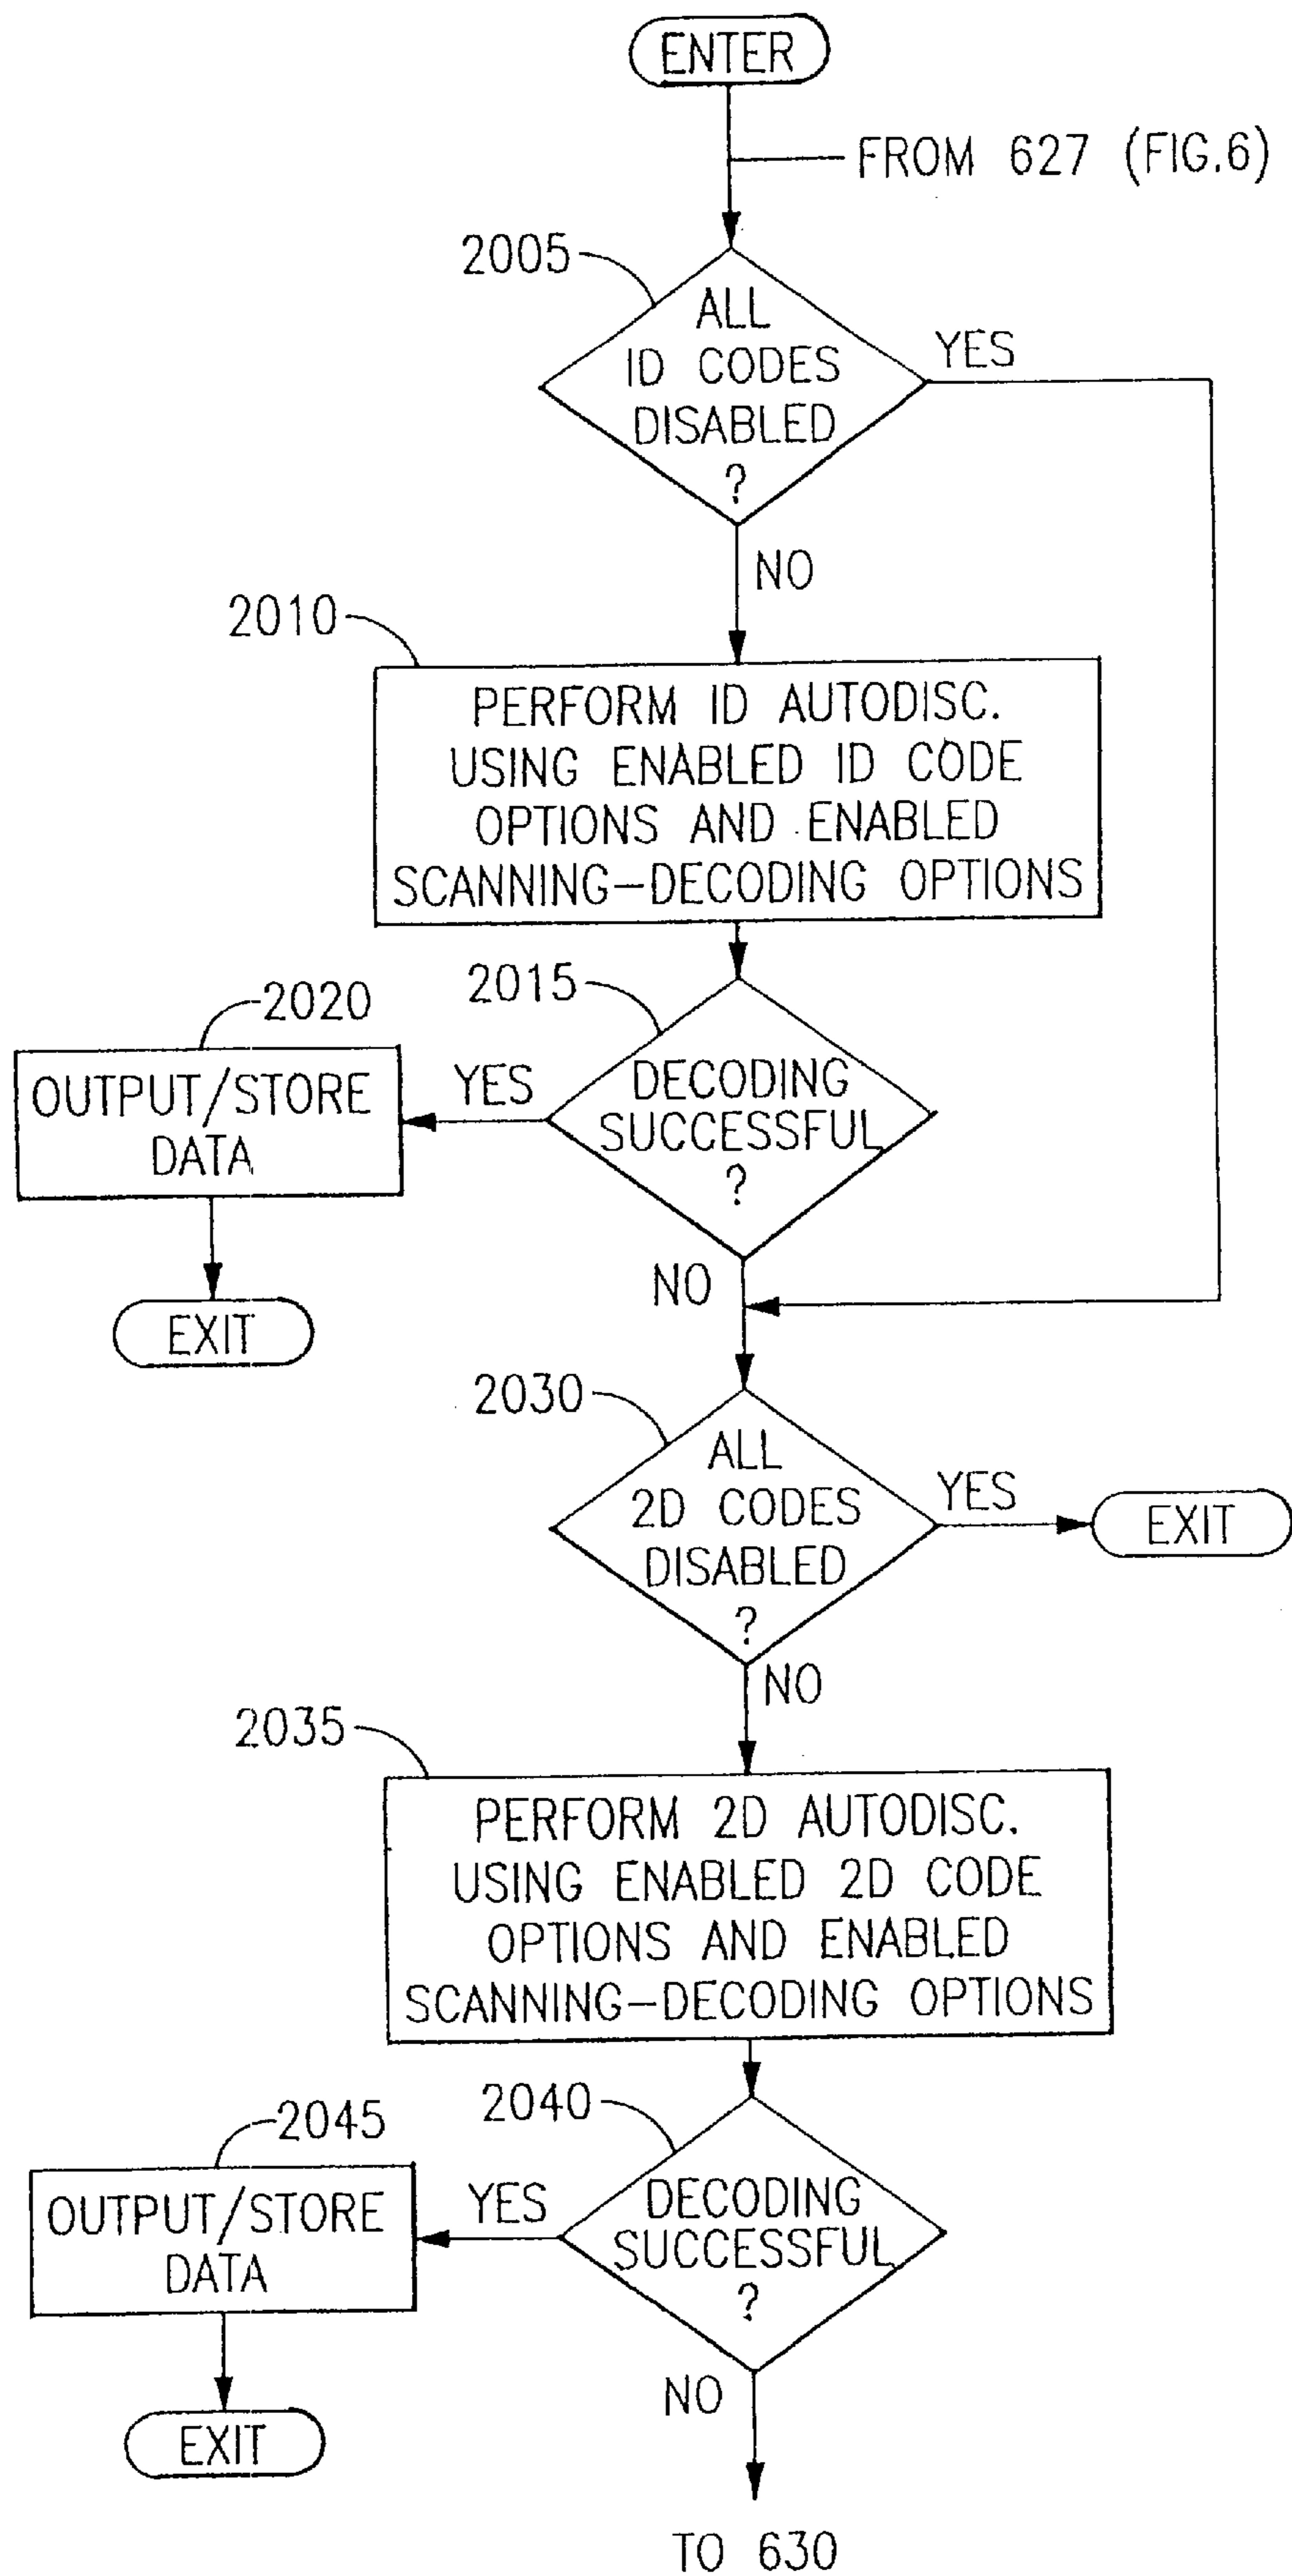 ENTER
FROM 627 (FIG.6)
2005
ALL
ID CODES
DISABLED
?
YES
NO
2010
PERFORM ID AUTODISC.
USING ENABLED ID CODE
OPTIONS AND ENABLED
SCANNING-DECODING OPTIONS
2015
2020
DECODING
SUCCESSFUL
?
YES
OUTPUT/STORE
DATA
NO
EXIT
2030
ALL
2D CODES
DISABLED
?
YES
EXIT
NO
2035
PERFORM 2D AUTODISC.
USING ENABLED 2D CODE
OPTIONS AND ENABLED
SCANNING-DECODING OPTIONS
2040
2045
DECODING
SUCCESSFUL
?
YES
OUTPUT/STORE
DATA
NO
EXIT
TO 630